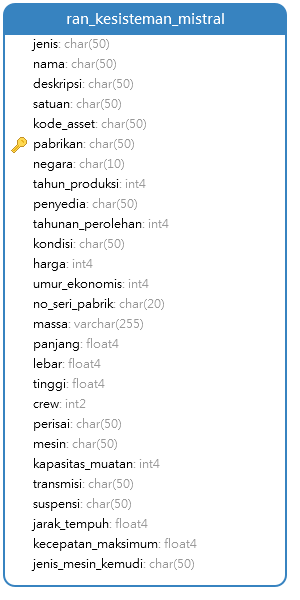 ran_kesisteman_mistral
jenis: char(50)
nama: char(50)
deskripsi: char(50)
satuan: char(50)
kode_asset: char(50)
pabrikan: char(50)
negara: char(10)
tahun_produksi: int4
penyedia: char(50)
tahunan_perolehan: int4
kondisi: char(50)
harga: int4
umur_ekonomis: int4
no_seri_pabrik: char(20)
massa: varchar(255)
panjang: float4
lebar: float4
tinggi: float4
crew: int2
perisai: char(50)
mesin: char(50)
kapasitas_muatan: int4
transmisi: char(50)
suspensi: char(50)
jarak_tempuh: float4
kecepatan_maksimum: float4
jenis_mesin_kemudi: char(50)